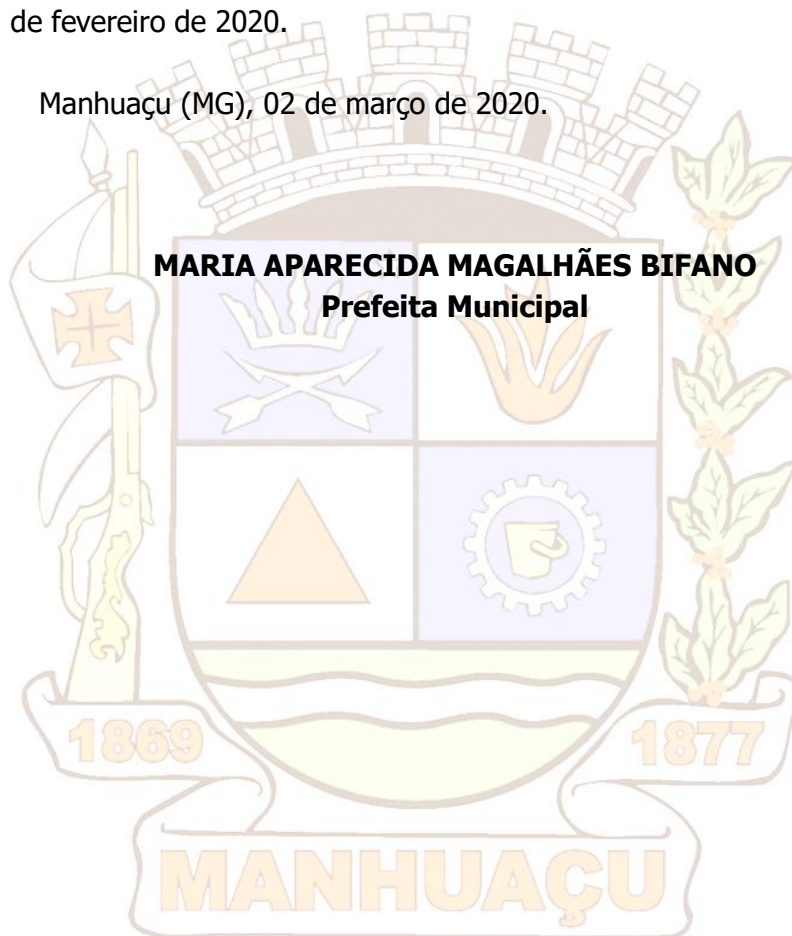 de fevereiro de 2020.
Manhuaçu (MG), 02 de março de 2020.
MARIA APARECIDA MAGALHÃES BIFANO
Prefeita Municipal
1869
1877
MANHUAÇU